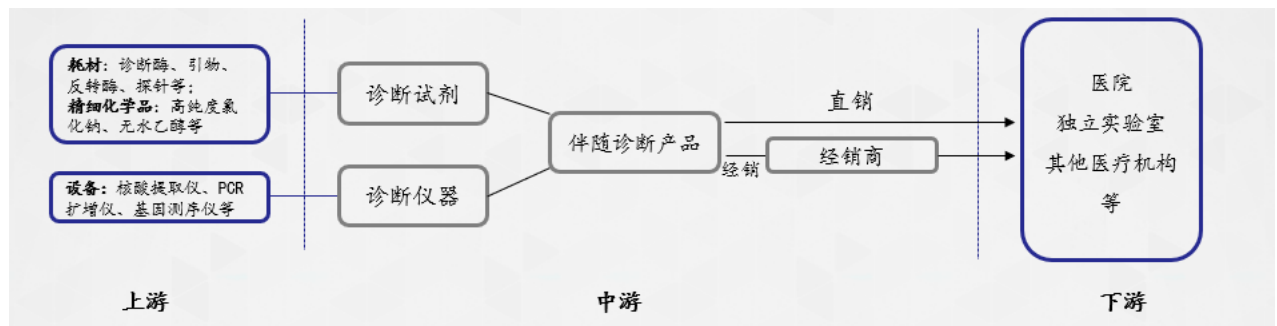 耗材：诊断酶、引物、
反转酶、探针等；
精细化学品：高纯度氯
化钠、无水乙醇等
设备：核酸提取仪、PCR
扩增仪、基因测序仪等
诊断试剂
诊断仪器
伴随诊断产品
直销
经销
经销商
医院
独立实验室
其他医疗机构
等
上游
中游
下游